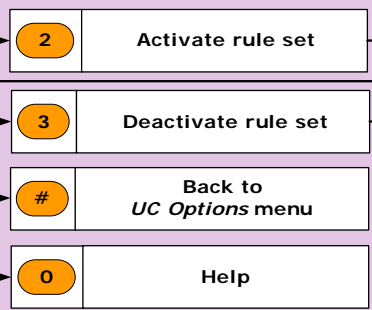 2 Activate rule set
3 Deactivate rule set
# Back to
UC Options menu
0 Help